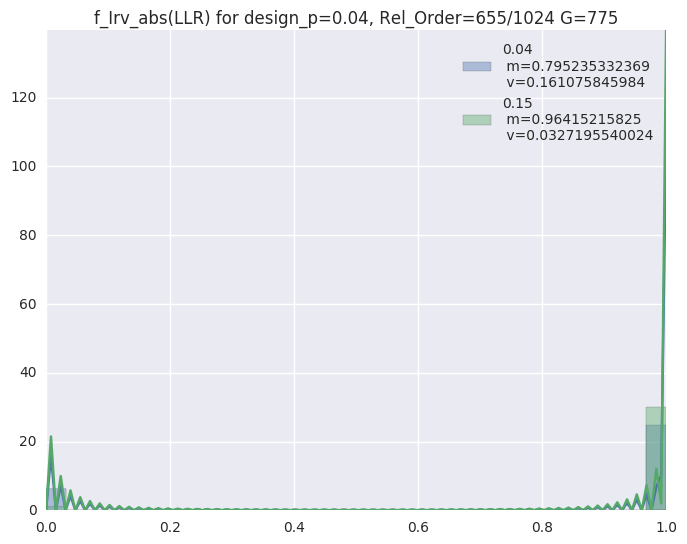 f_Irv_abs(LLR) for design_p=0.04, Rel_Order=655/1024 G=775
0.04
m=0.795235332369
v=0.161075845984
0.15
m=0.96415215825
v=0.0327195540024
120
100
80
60
40
20
0
0.0 0.2 0.4 0.6 0.8 1.0